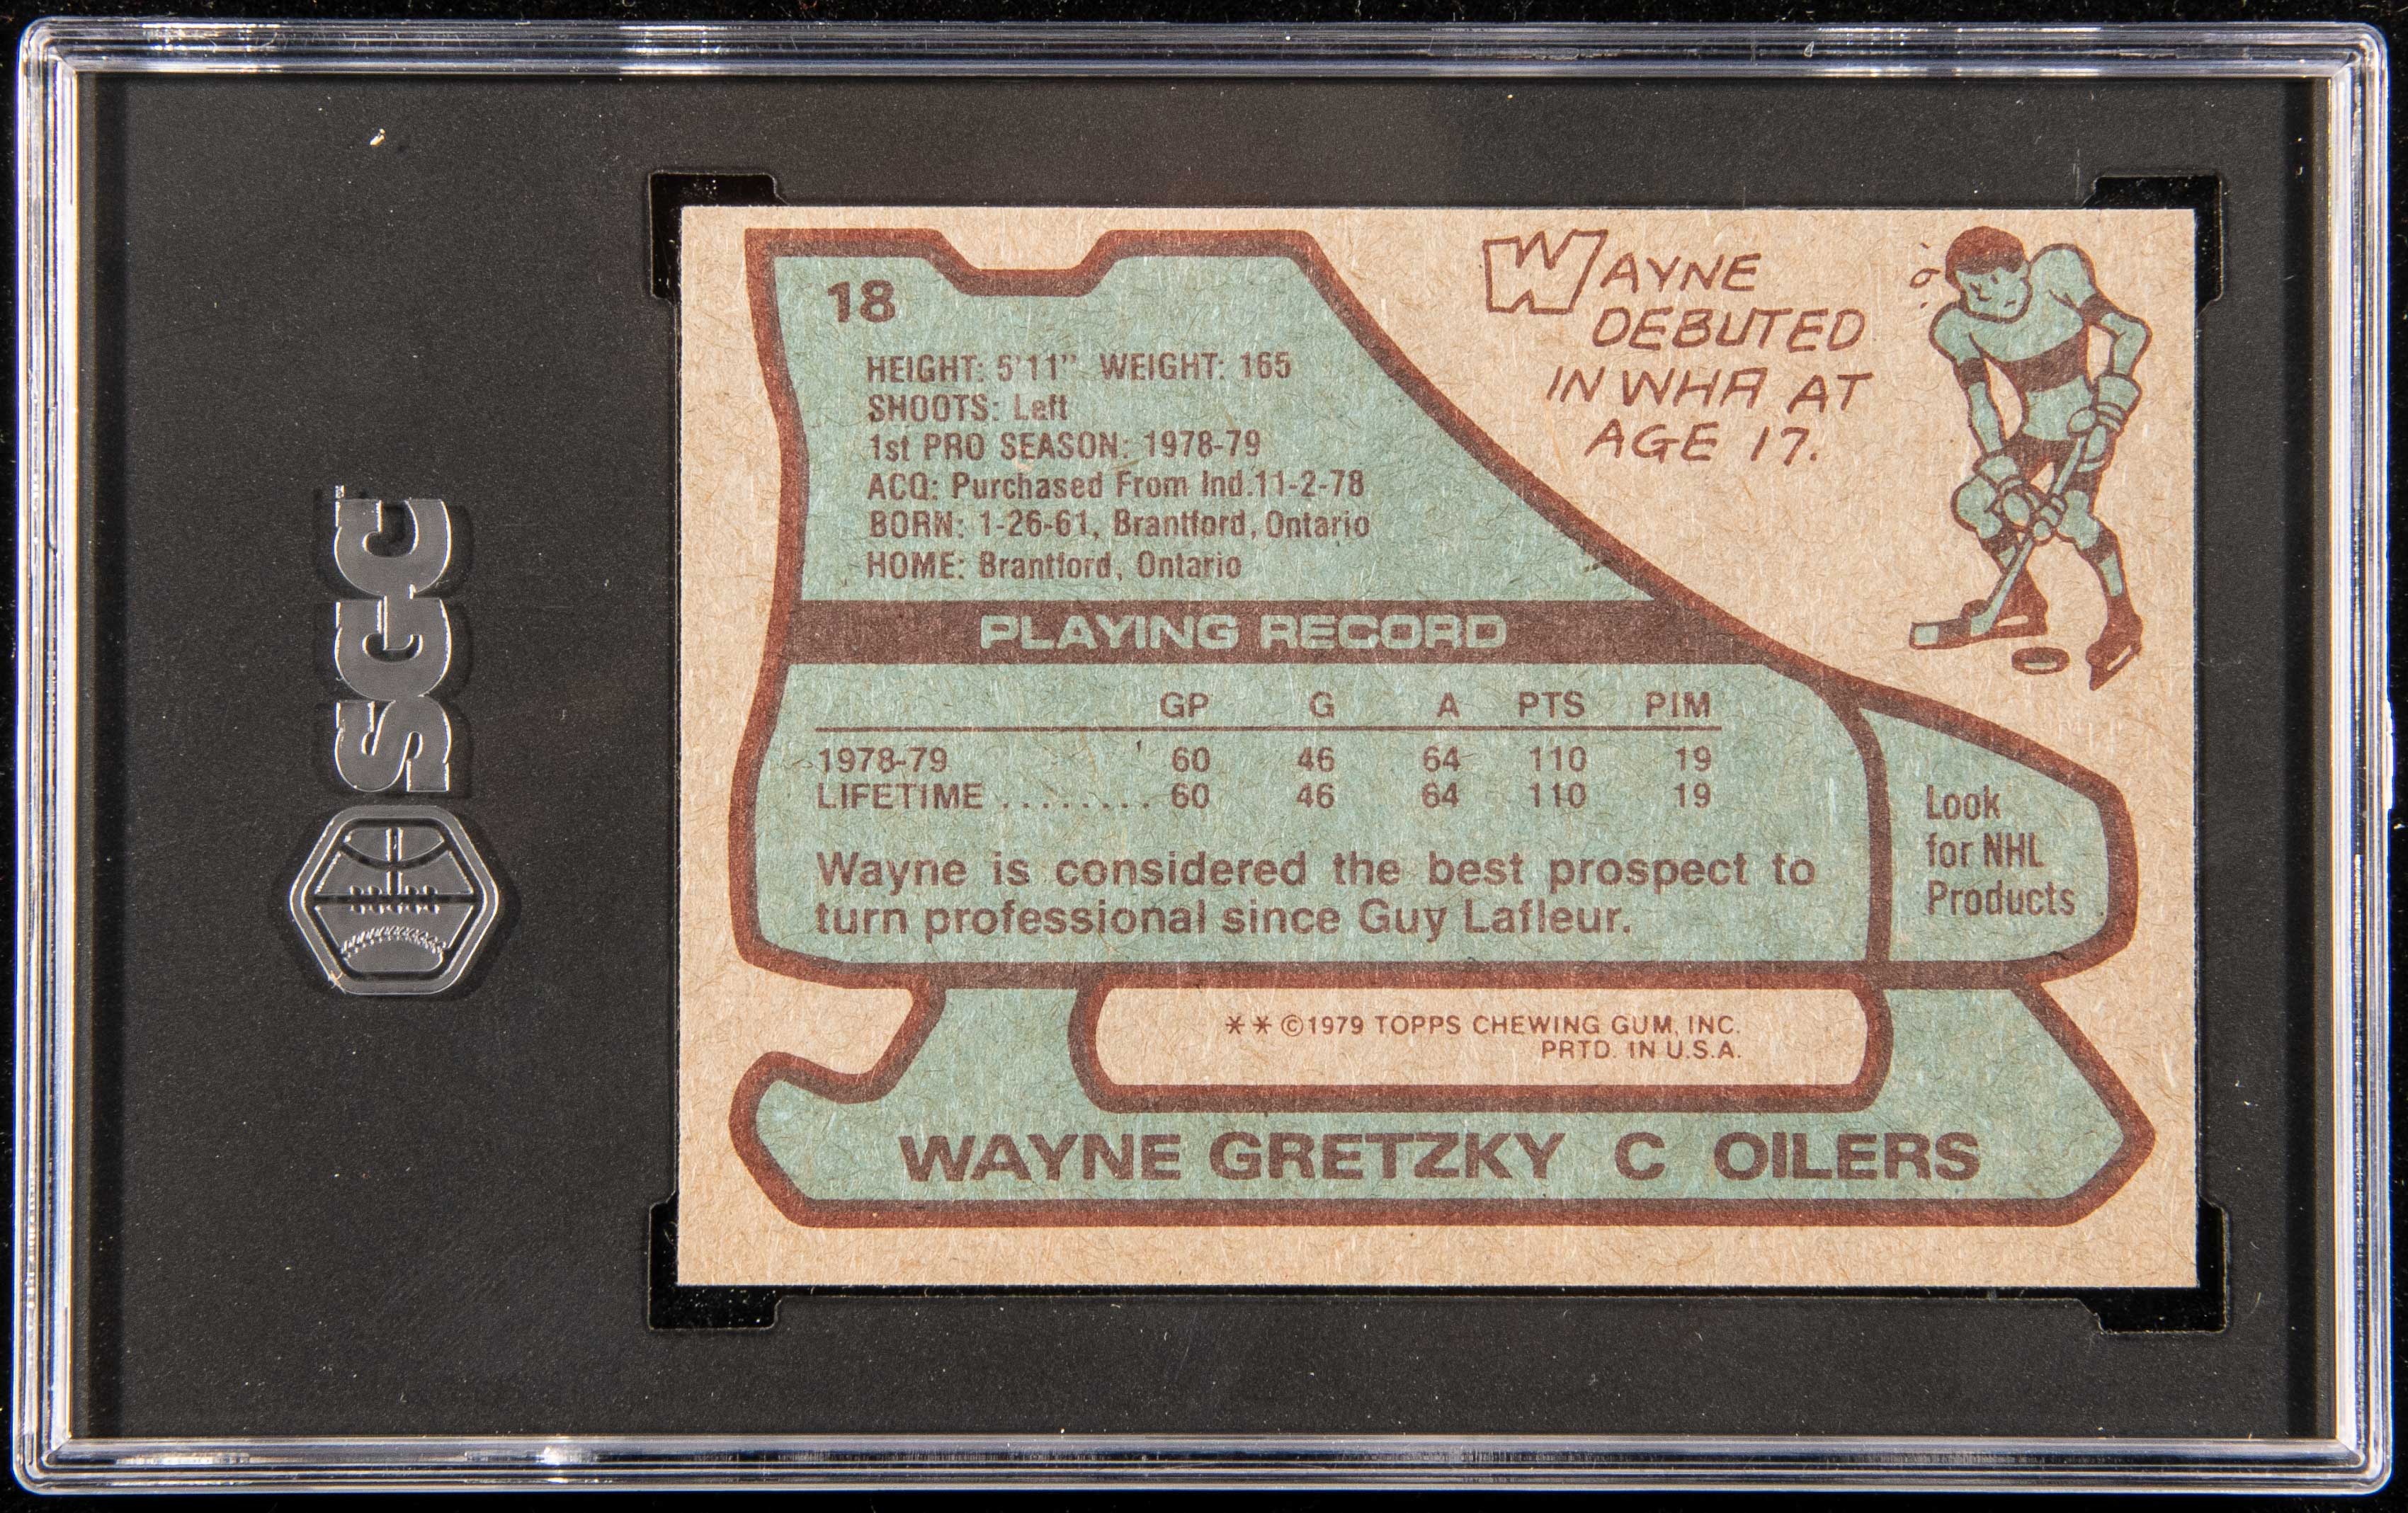 SGC
18
HEIGHT: 5'11" WEIGHT: 165
SHOOTS: Left
1st PRO SEASON: 1978-79
ACQ: Purchased From Ind.11-2-78
BORN: 1-26-61, Brantford, Ontario
HOME: Brantford, Ontario
WAYNE
DEBUTED
IN WHA AT
AGE 17.
PLAYING RECORD
GP G A PTS PIM
1978-79 60 46 64 110 19
LIFETIME ........ 60 46 64 110 19
Wayne is considered the best prospect to
turn professional since Guy Lafleur.
Look
for NHL
Products
** ©1979 TOPPS CHEWING GUM, INC.
PRTD. IN U.S.A.
WAYNE GRETZKY C OILERS